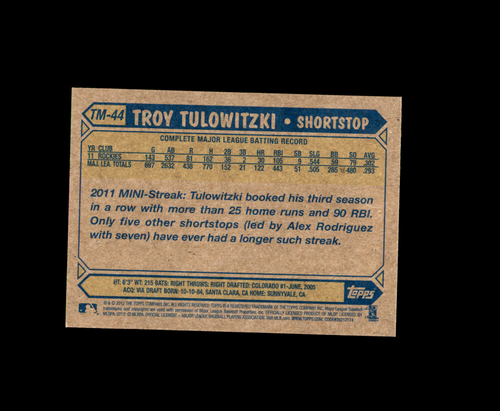 TM-44 TROY TULOWITZKI • SHORTSTOP
COMPLETE MAJOR LEAGUE BATTING RECORD
YR CLUB G AB R H 2B 3B HR RBI SB SLG BB SO AVG
11 ROCKIES 143 537 81 162 36 2 30 105 9 .544 59 79 .302
MAJ. LEA. TOTALS 697 2632 438 770 152 21 122 443 51 .505 285 480 .293
2011 MINI-Streak: Tulowitzki booked his third season
in a row with more than 25 home runs and 90 RBI.
Only five other shortstops (led by Alex Rodriguez
with seven) have ever had a longer such streak.
HT: 6'3" WT: 215 BATS: RIGHT THROWS: RIGHT DRAFTED: COLORADO #1-JUNE, 2005
ACQ: VIA DRAFT BORN: 10-10-84, SANTA CLARA, CA HOME: SUNNYVALE, CA
Topps